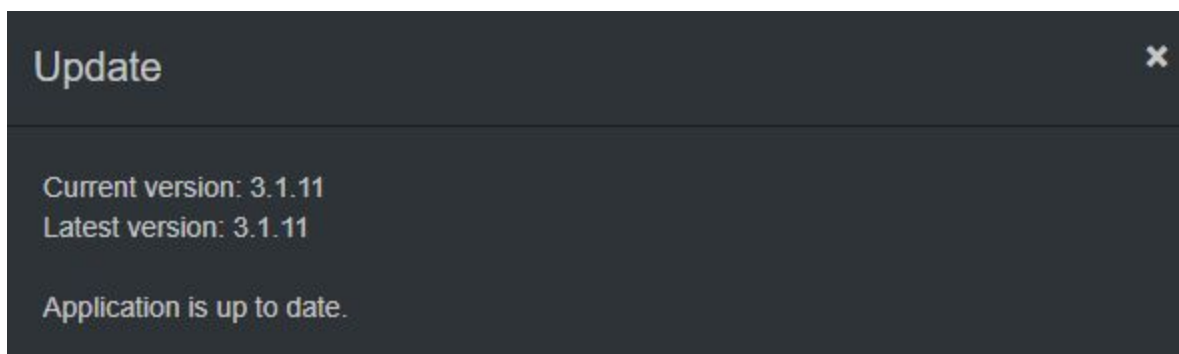 Update
Current version: 3.1.11
Latest version: 3.1.11
Application is up to date.